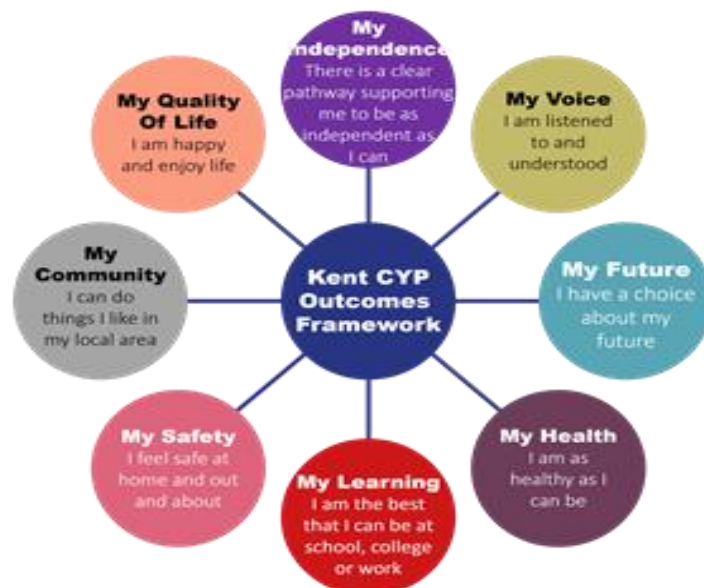 My
Independence
There is a clear
pathway supporting
me to be as
independent as
I can
My Quality
Of Life
I am happy
and enjoy life
My Voice
I am listened
to and
understood
My
Community
I can do
things I like in
my local area
Kent CYP
Outcomes
Framework
My Future
I have a choice
about my
future
My Safety
I feel safe at
home and out
and about
My Learning
I am the best
that I can be at
school, college
or work
My Health
I am as
healthy as I
can be